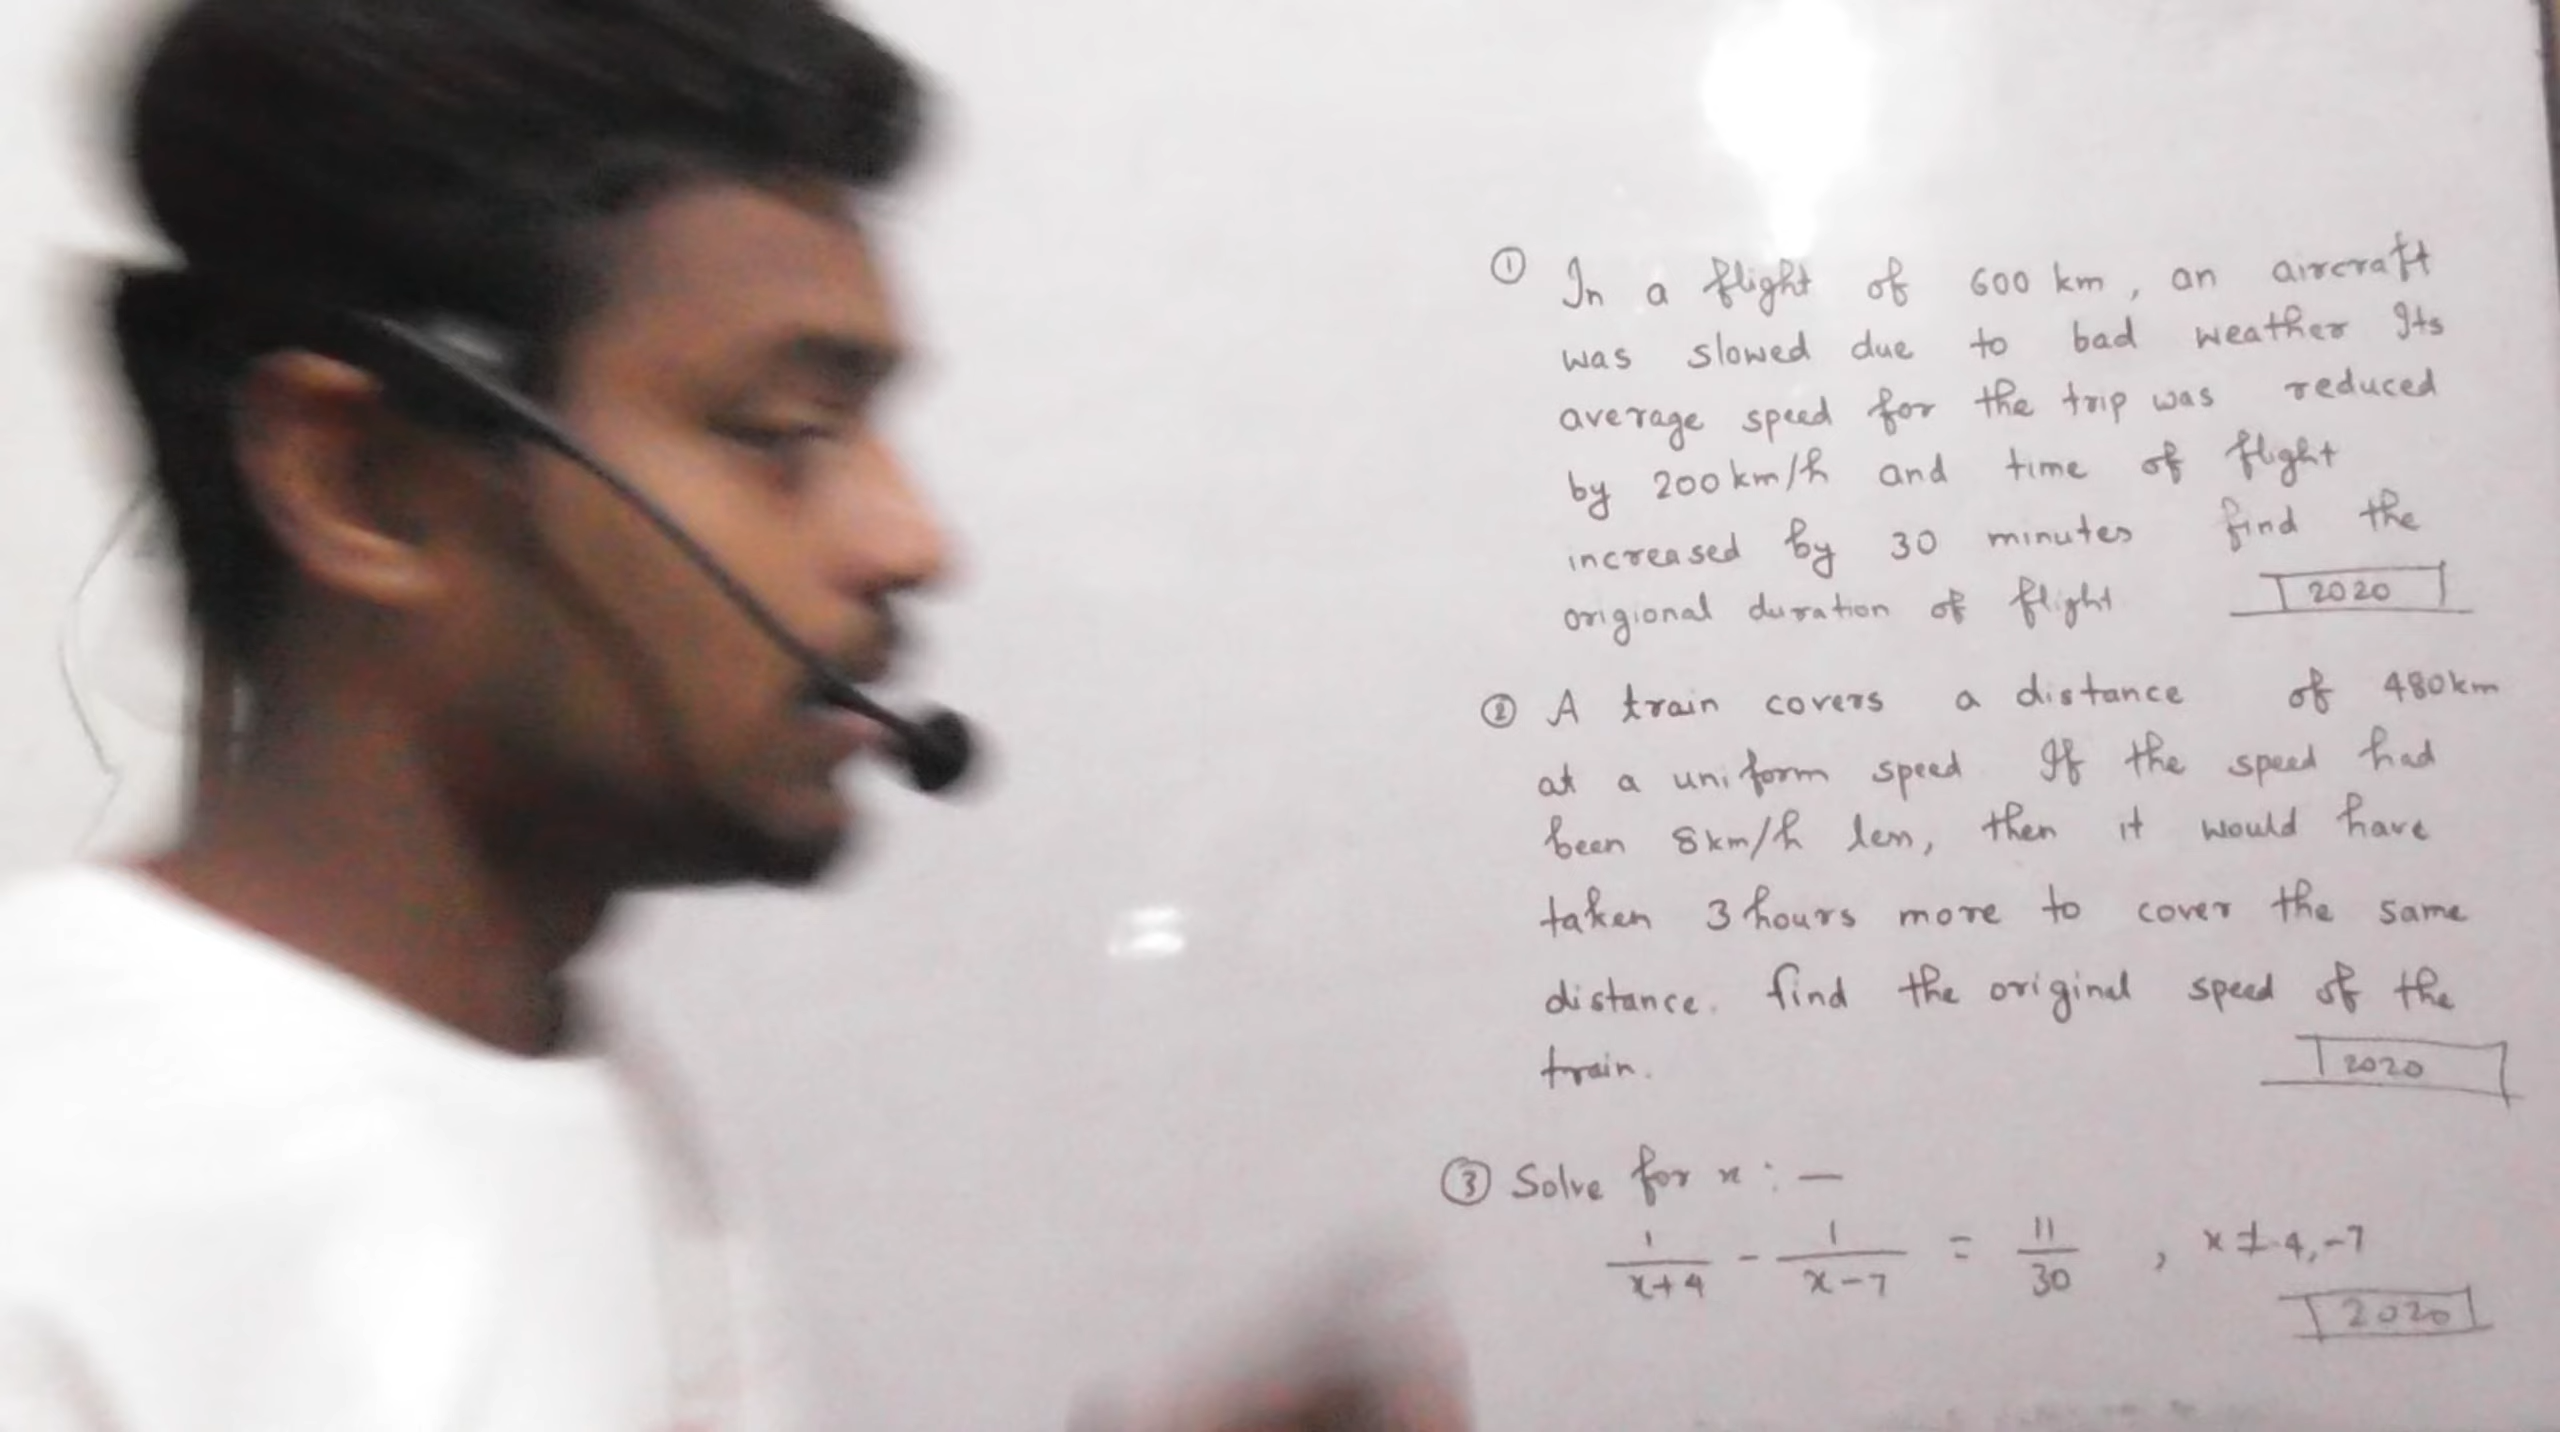 ① In a flight of 600 km, an aircraft
was slowed due to bad weather Its
average speed for the trip was reduced
by 200 km/h and time of flight
increased by 30 minutes find the
origional duration of flight
2020
② A train covers a distance of 480km
at a uniform speed If the speed had
been 8km/h less, then it would have
taken 3 hours more to cover the same
distance. find the original speed of the
train.
2020
③ Solve for x : —
1/(x+4) - 1/(x-7) = 11/30 , x ≠ -4, -7
2020